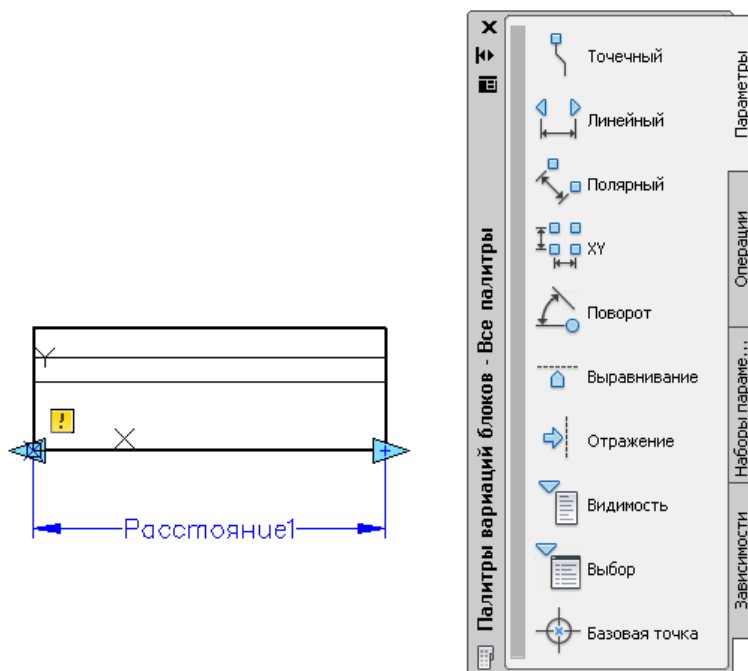 Y
!
X
Расстояние1
Палитры вариаций блоков - Все палитры
Точечный
Линейный
Полярный
XY
Поворот
Выравнивание
Отражение
Видимость
Выбор
Базовая точка
Параметры
Операции
Наборы параме...
Зависимости